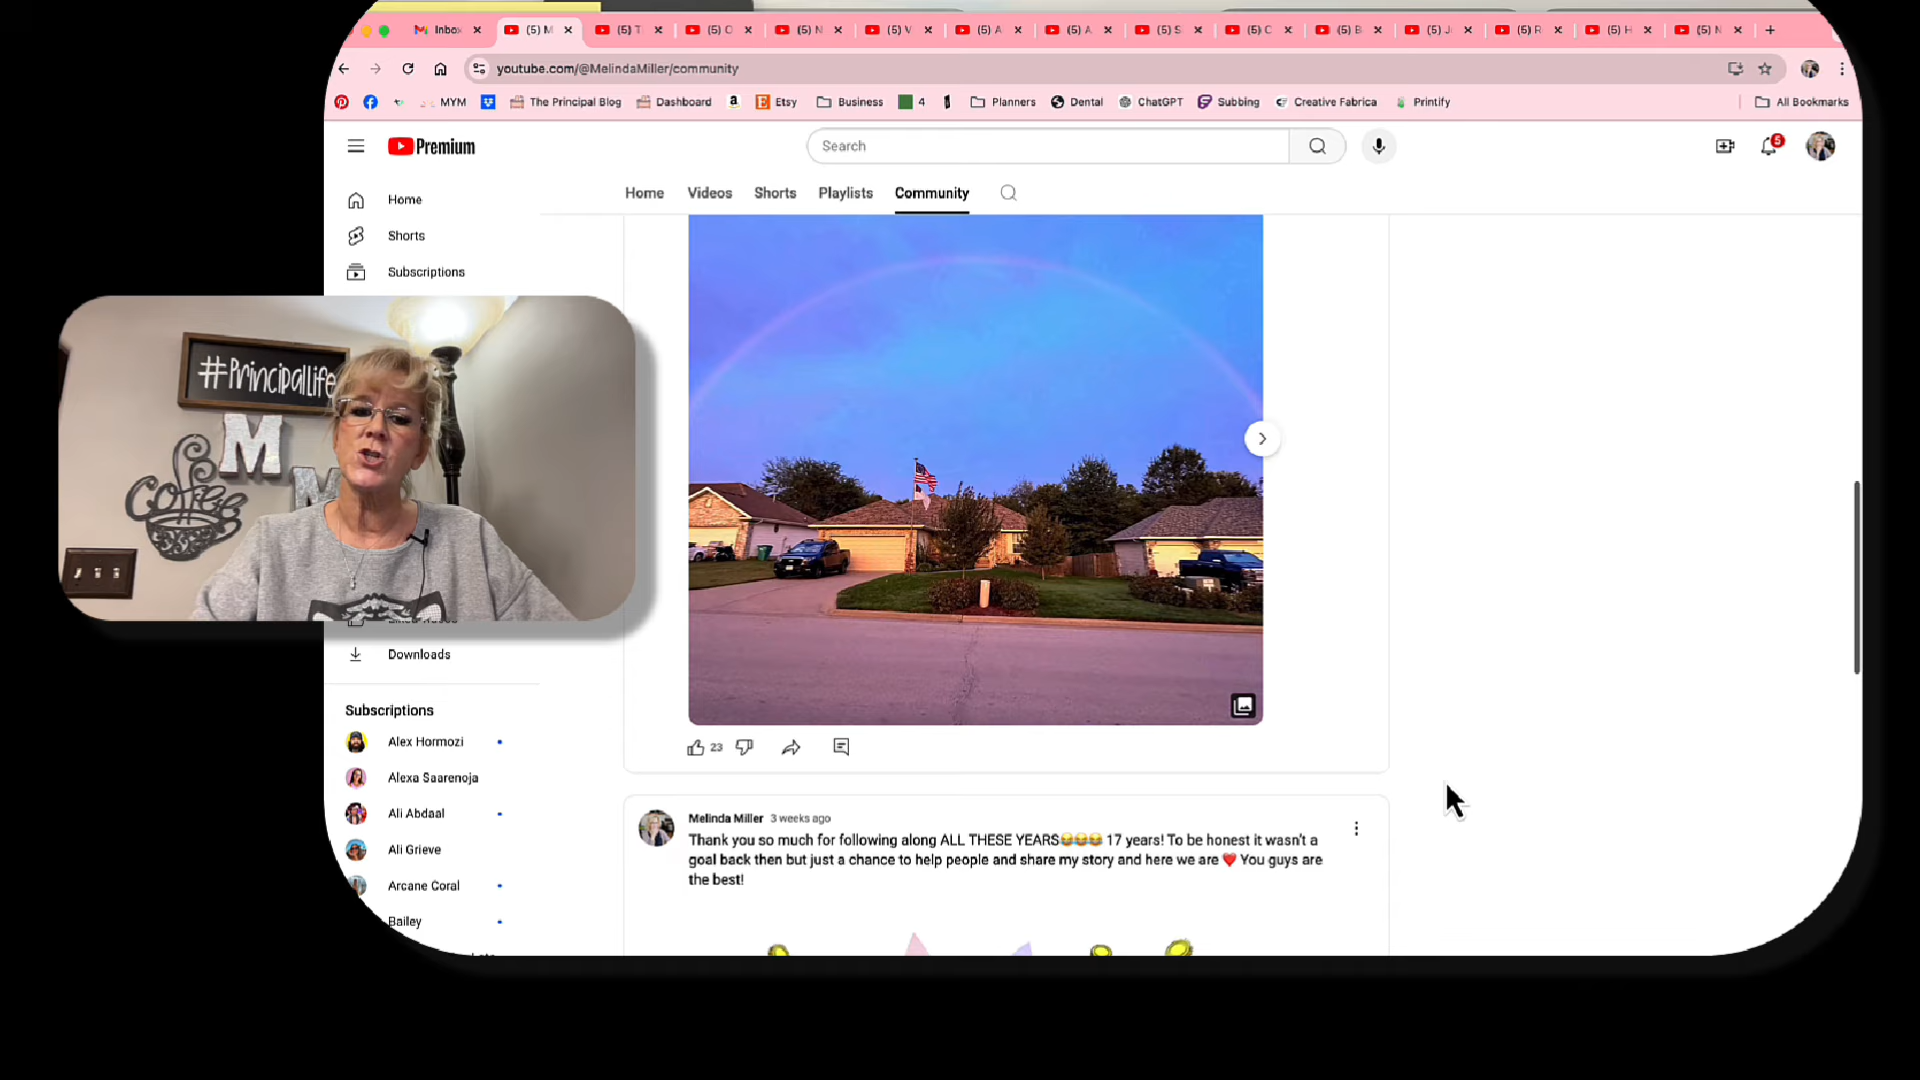 Inbox
(5) M
(5) T
(5) O
(5) N
(5) V
(5) A
(5) A
(5) S
(5) C
(5) B
(5) J
(5) R
(5) H
(5) N
youtube.com/@MelindaMiller/community
MYM
The Principal Blog
Dashboard
Etsy
Business
4
Planners
Dental
ChatGPT
Subbing
Creative Fabrica
Printify
All Bookmarks
Premium
Search
5
Home
Videos
Shorts
Playlists
Community
Home
Shorts
Subscriptions
#Principallife
M
M
Coffee
Downloads
Subscriptions
Alex Hormozi
Alexa Saarenoja
Ali Abdaal
Ali Grieve
Arcane Coral
Bailey
23
Melinda Miller 3 weeks ago
Thank you so much for following along ALL THESE YEARS😂😂😂 17 years! To be honest it wasn't a
goal back then but just a chance to help people and share my story and here we are ❤️ You guys are
the best!